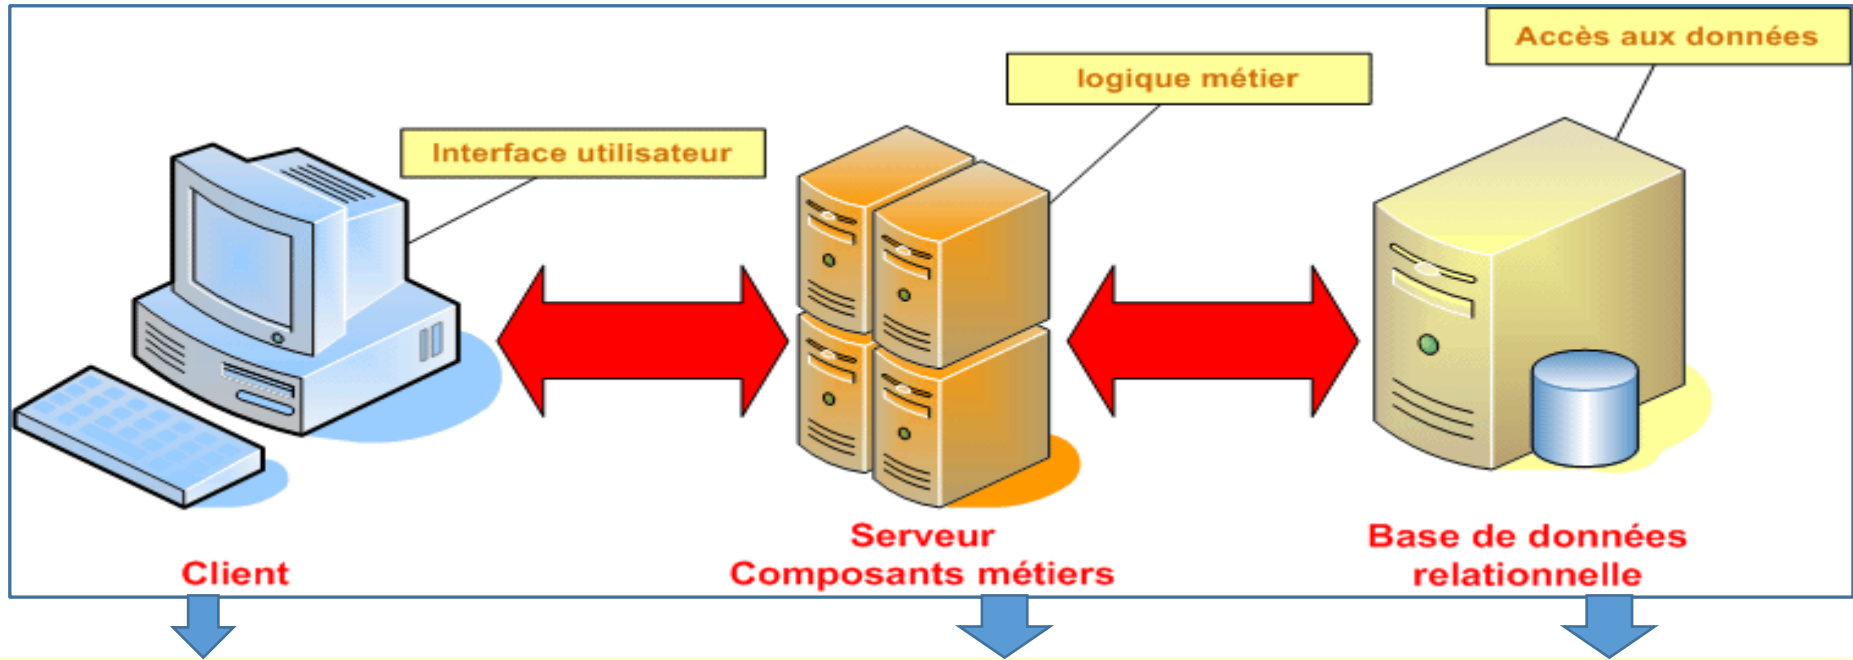 Accès aux données
logique métier
Interface utilisateur
Client
Serveur
Composants métiers
Base de données
relationnelle